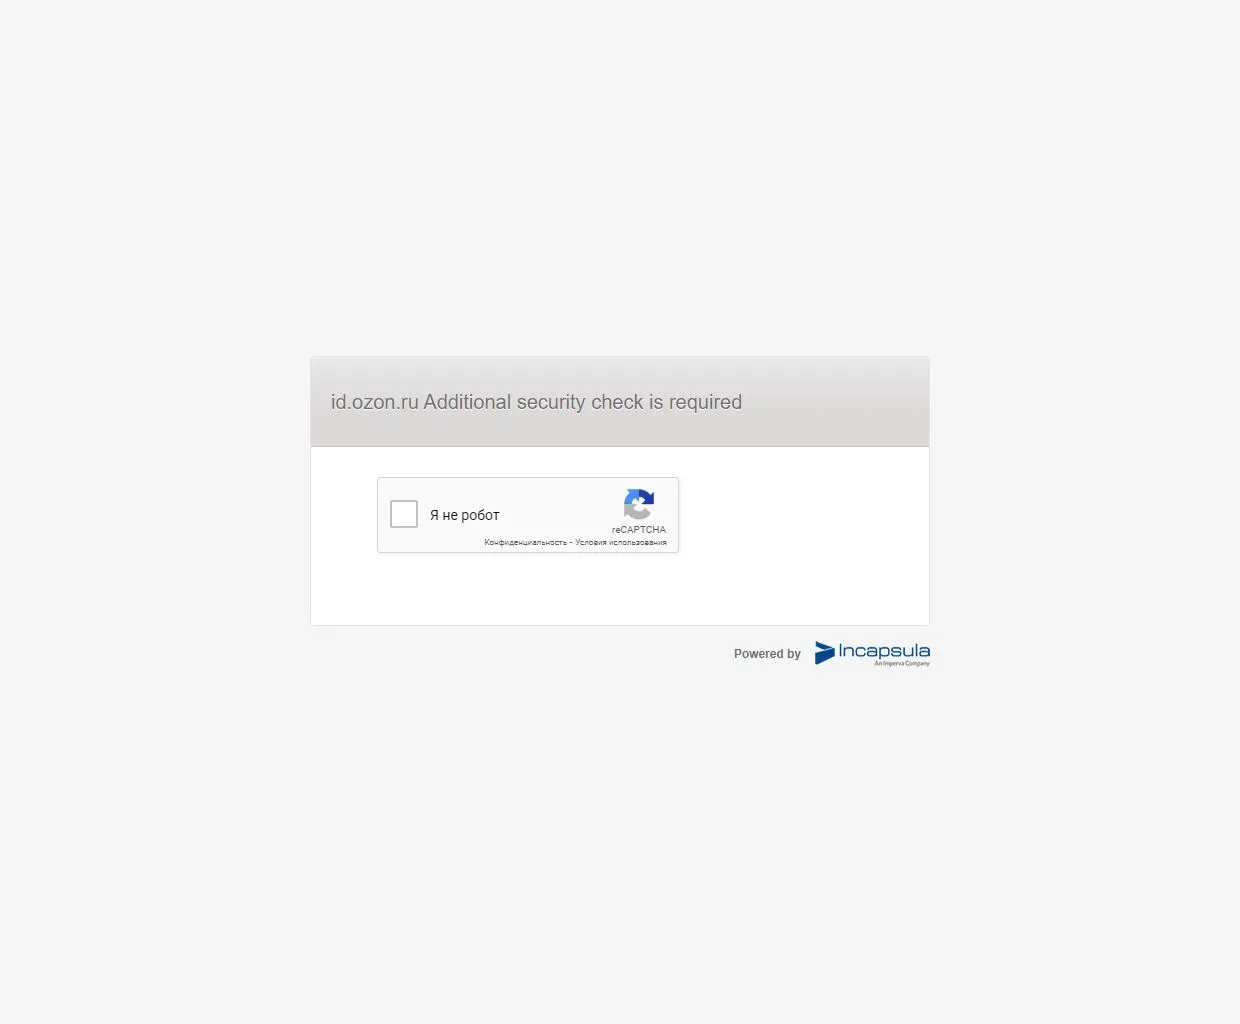 id.ozon.ru Additional security check is required
Я не робот
reCAPTCHA
Конфиденциальность - Условия использования
Powered by
Incapsula
An Imperva Company